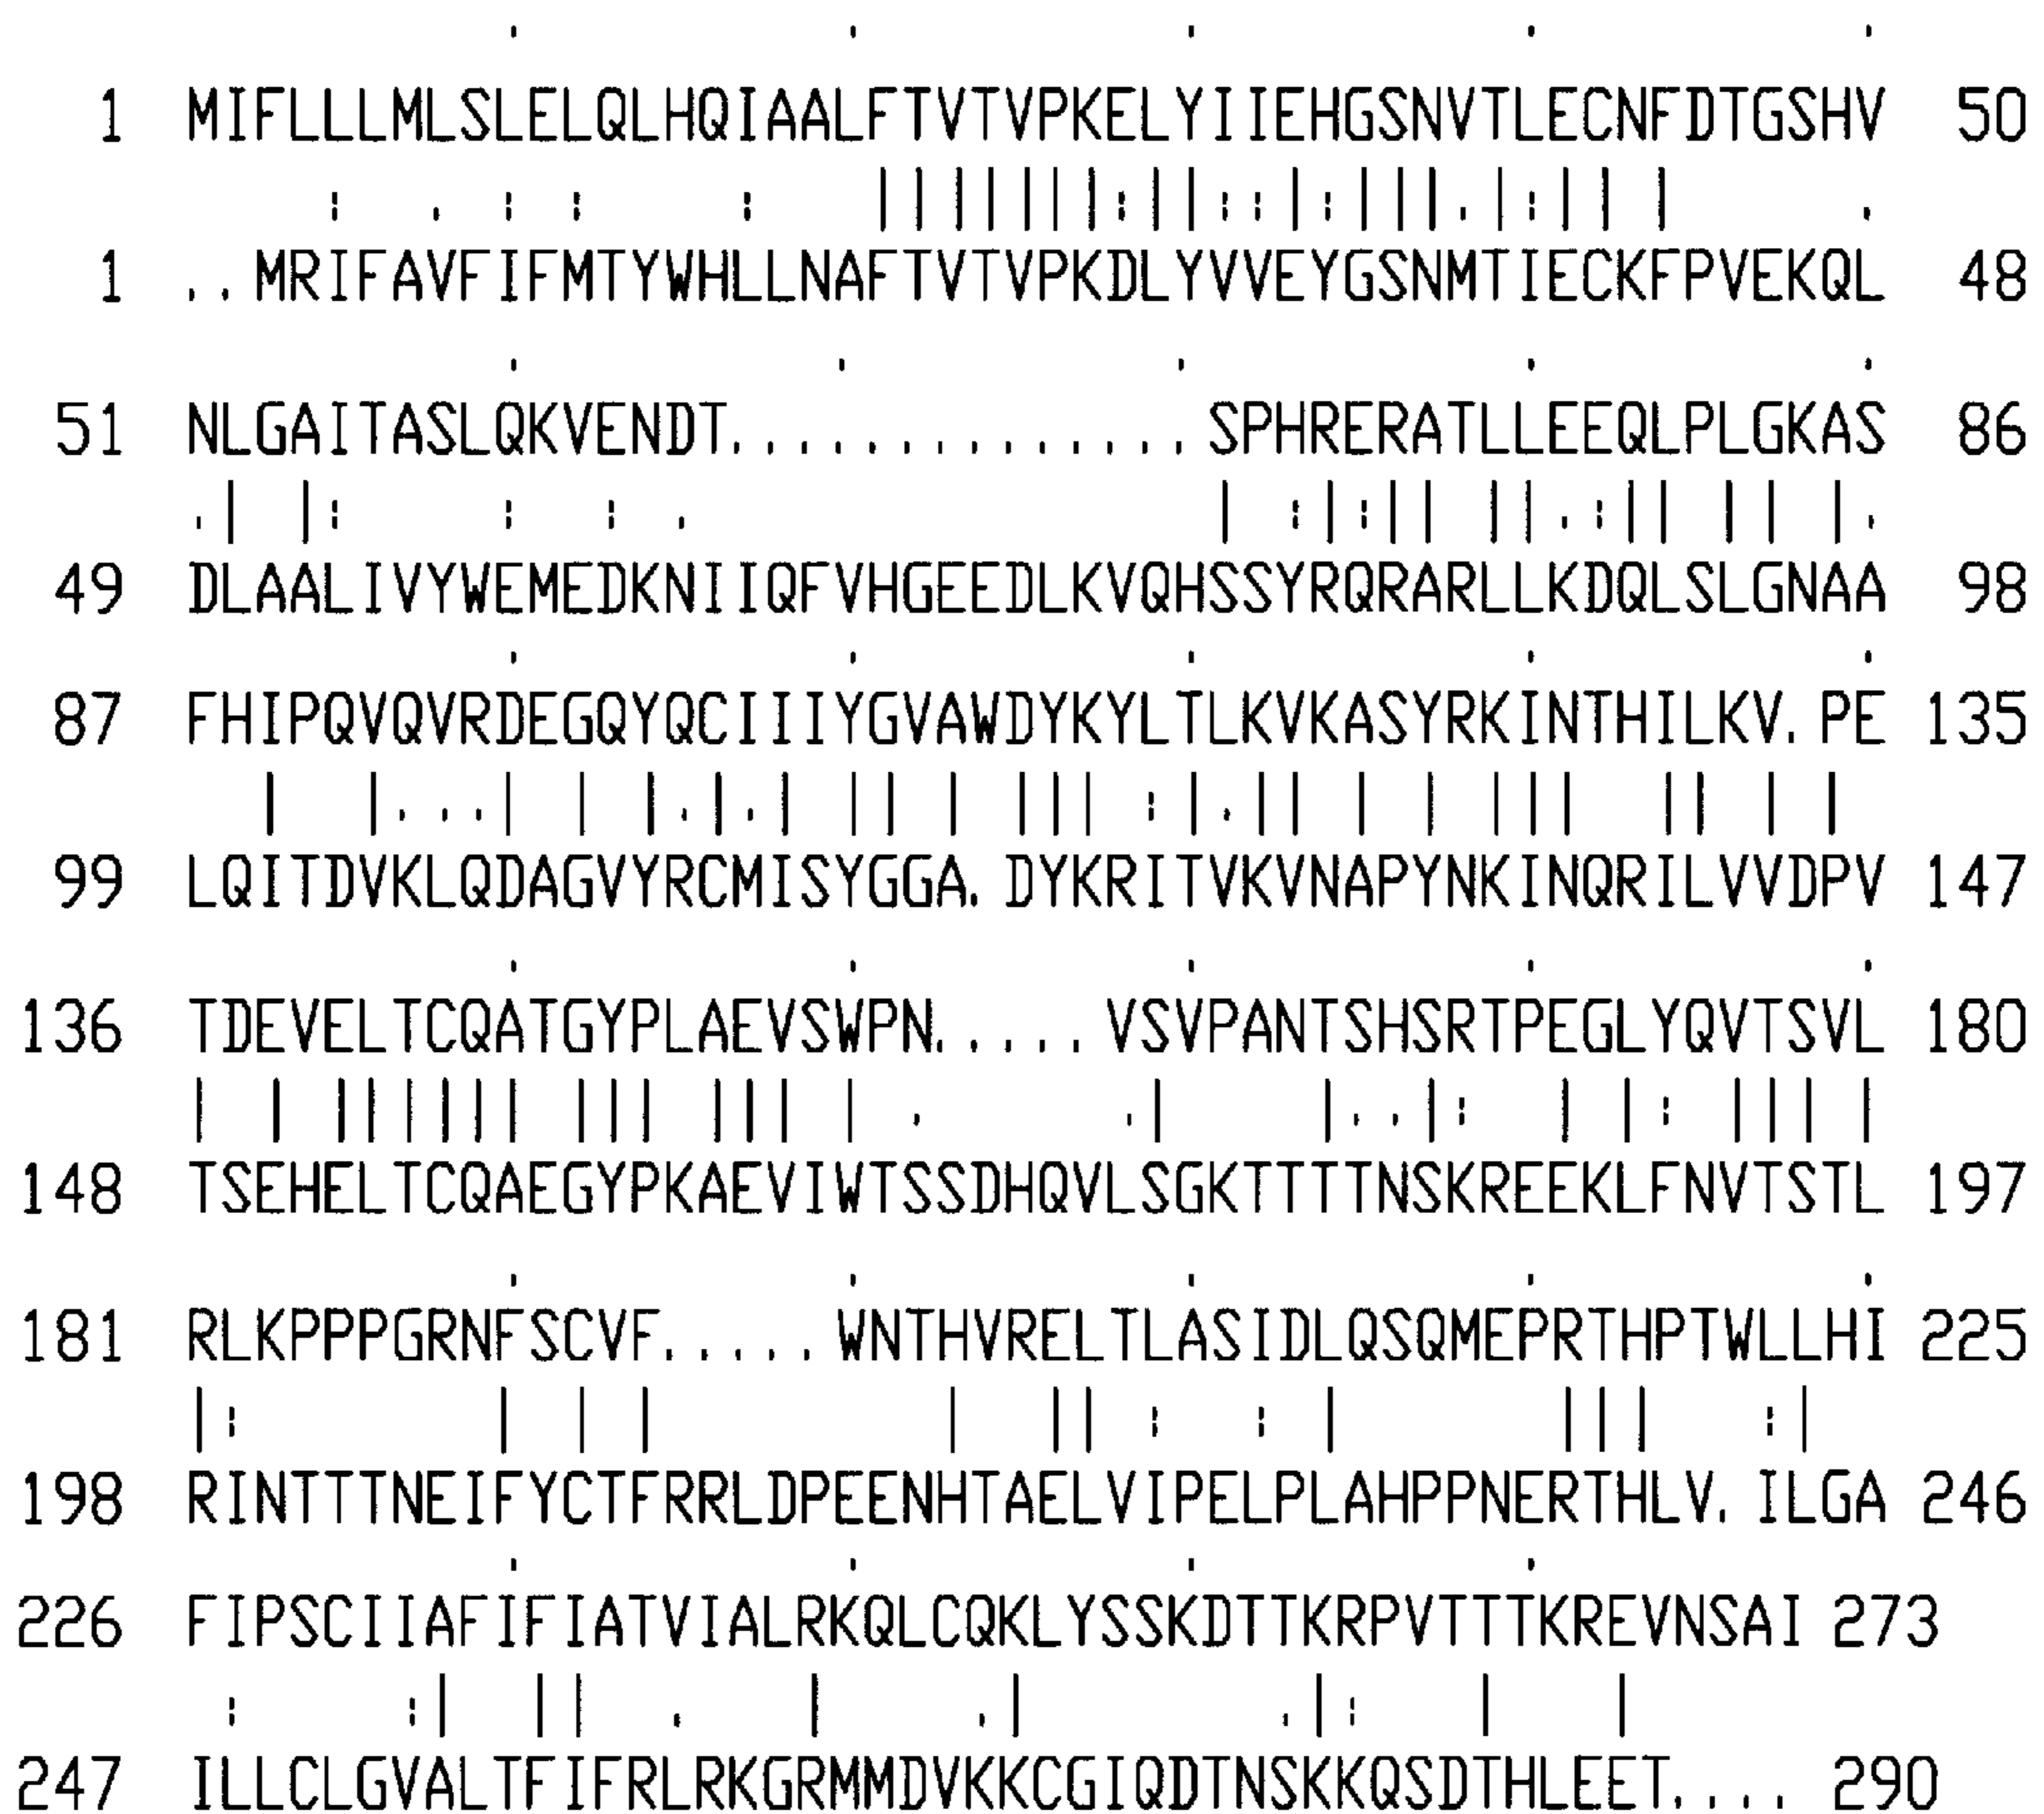 1 MIFLLLMLSLELQLHQIAALFTVTVPKELYIIEHGSNVTLECNFDTGSHV 50
1 ..MRIFAVFIFMTYWHLLNAFTVTVPKDLYVVEYGSNMTIECKFPVEKQL 48
51 NLGAITASLQKVENDT..............SPHRERATLLEEQLPLGKAS 86
49 DLAALIVYWEMEDKNIIQFVHGEEDLKVQHSSYRQRARLLKDQLSLGNAA 98
87 FHIPQVQVRDEGQYQCIIIYGVAWDYKYLTLKVKASYRKINTHILKV.PE 135
99 LQITDVKLQDAGVYRCMISYGGA.DYKRITVKVNAPYNKINQRILVVDPV 147
136 TDEVELTCQATGYPLAEVSWPN.....VSVPANTSHSRTPEGLYQVTSVL 180
148 TSEHELTCQAEGYPKAEVIWTSSDHQVLSGKTTTTNSKREEKLFNVTSTL 197
181 RLKPPPGRNFSCVF.....WNTHVRELTLASIDLQSQMEPRTHPTWLLHI 225
198 RINTTTNEIFYCTFRRLDPEENHTAELVIPELPLAHPPNERTHLV.ILGA 246
226 FIPSCIIAFIFIATVIALRKQLCQKLYSSKDTTKRPVTTTKREVNSAI 273
247 ILLCLGVALTFIFRLRKGRMMDVKKCGIQDTNSKKQSDTHLEET.... 290